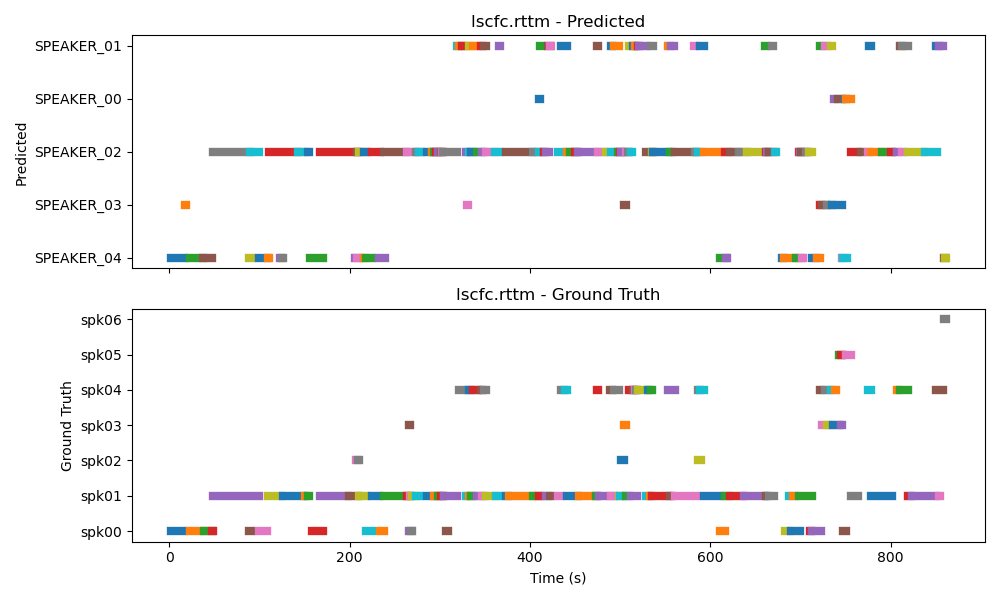 lscfc.rttm - Predicted
Predicted
SPEAKER_01
SPEAKER_00
SPEAKER_02
SPEAKER_03
SPEAKER_04
lscfc.rttm - Ground Truth
Ground Truth
spk06
spk05
spk04
spk03
spk02
spk01
spk00
0 200 400 600 800
Time (s)